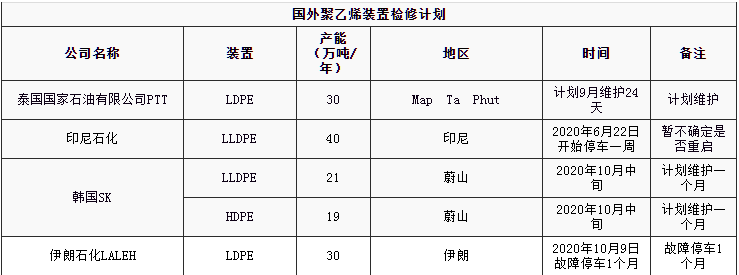 国外聚乙烯装置检修计划
公司名称 装置 产能（万吨/年） 地区 时间 备注
泰国国家石油有限公司PTT LDPE 30 Map Ta Phut 计划9月维护24天 计划维护
印尼石化 LLDPE 40 印尼 2020年6月22日开始停车一周 暂不确定是否重启
韩国SK LLDPE 21 蔚山 2020年10月中旬 计划维护一个月
HDPE 19 蔚山 2020年10月中旬 计划维护一个月
伊朗石化LALEH LDPE 30 伊朗 2020年10月9日故障停车1个月 故障停车1个月